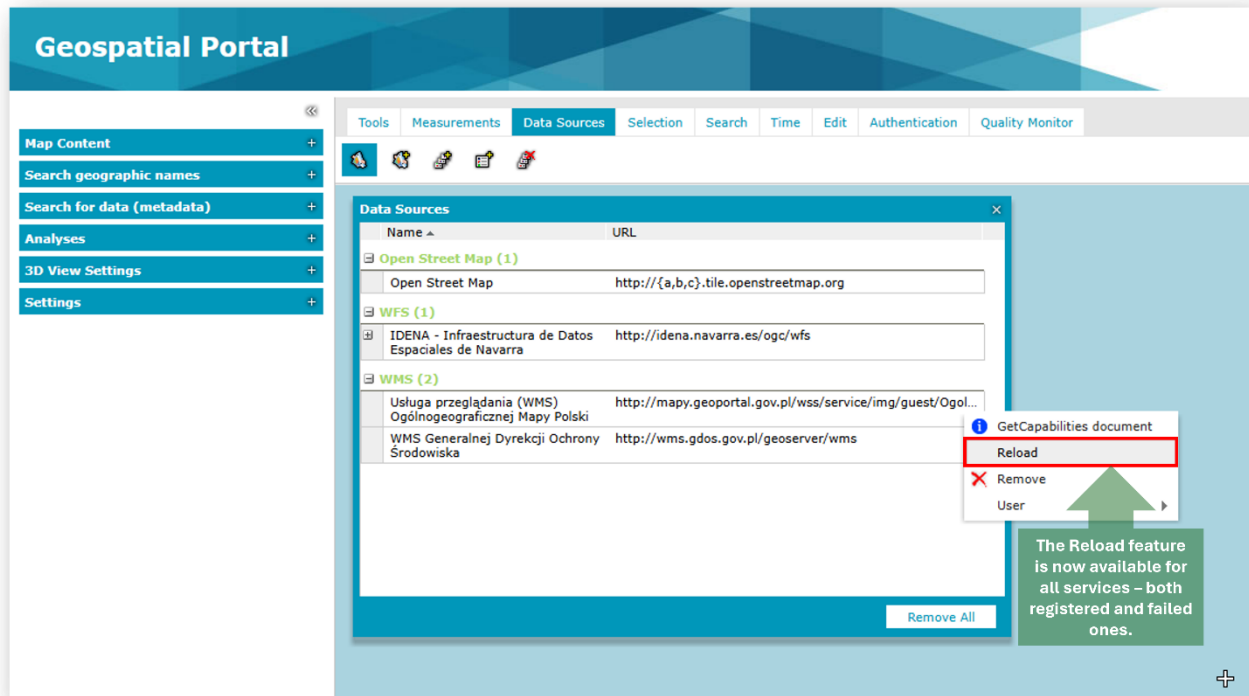 Geospatial Portal
Map Content
Search geographic names
Search for data (metadata)
Analyses
3D View Settings
Settings
Tools Measurements Data Sources Selection Search Time Edit Authentication Quality Monitor
Data Sources
Name URL
Open Street Map (1)
Open Street Map http://{a,b,c}.tile.openstreetmap.org
WFS (1)
IDENA - Infraestructura de Datos http://idena.navarra.es/ogc/wfs
Espaciales de Navarra
WMS (2)
Usługa przeglądania (WMS) http://mapy.geoportal.gov.pl/wss/service/img/guest/Ogol...
Ogólnogeograficznej Mapy Polski
WMS Generalnej Dyrekcji Ochrony http://wms.gdos.gov.pl/geoserver/wms
Środowiska
GetCapabilities document
Reload
Remove
User
The Reload feature
is now available for
all services – both
registered and failed
ones.
Remove All